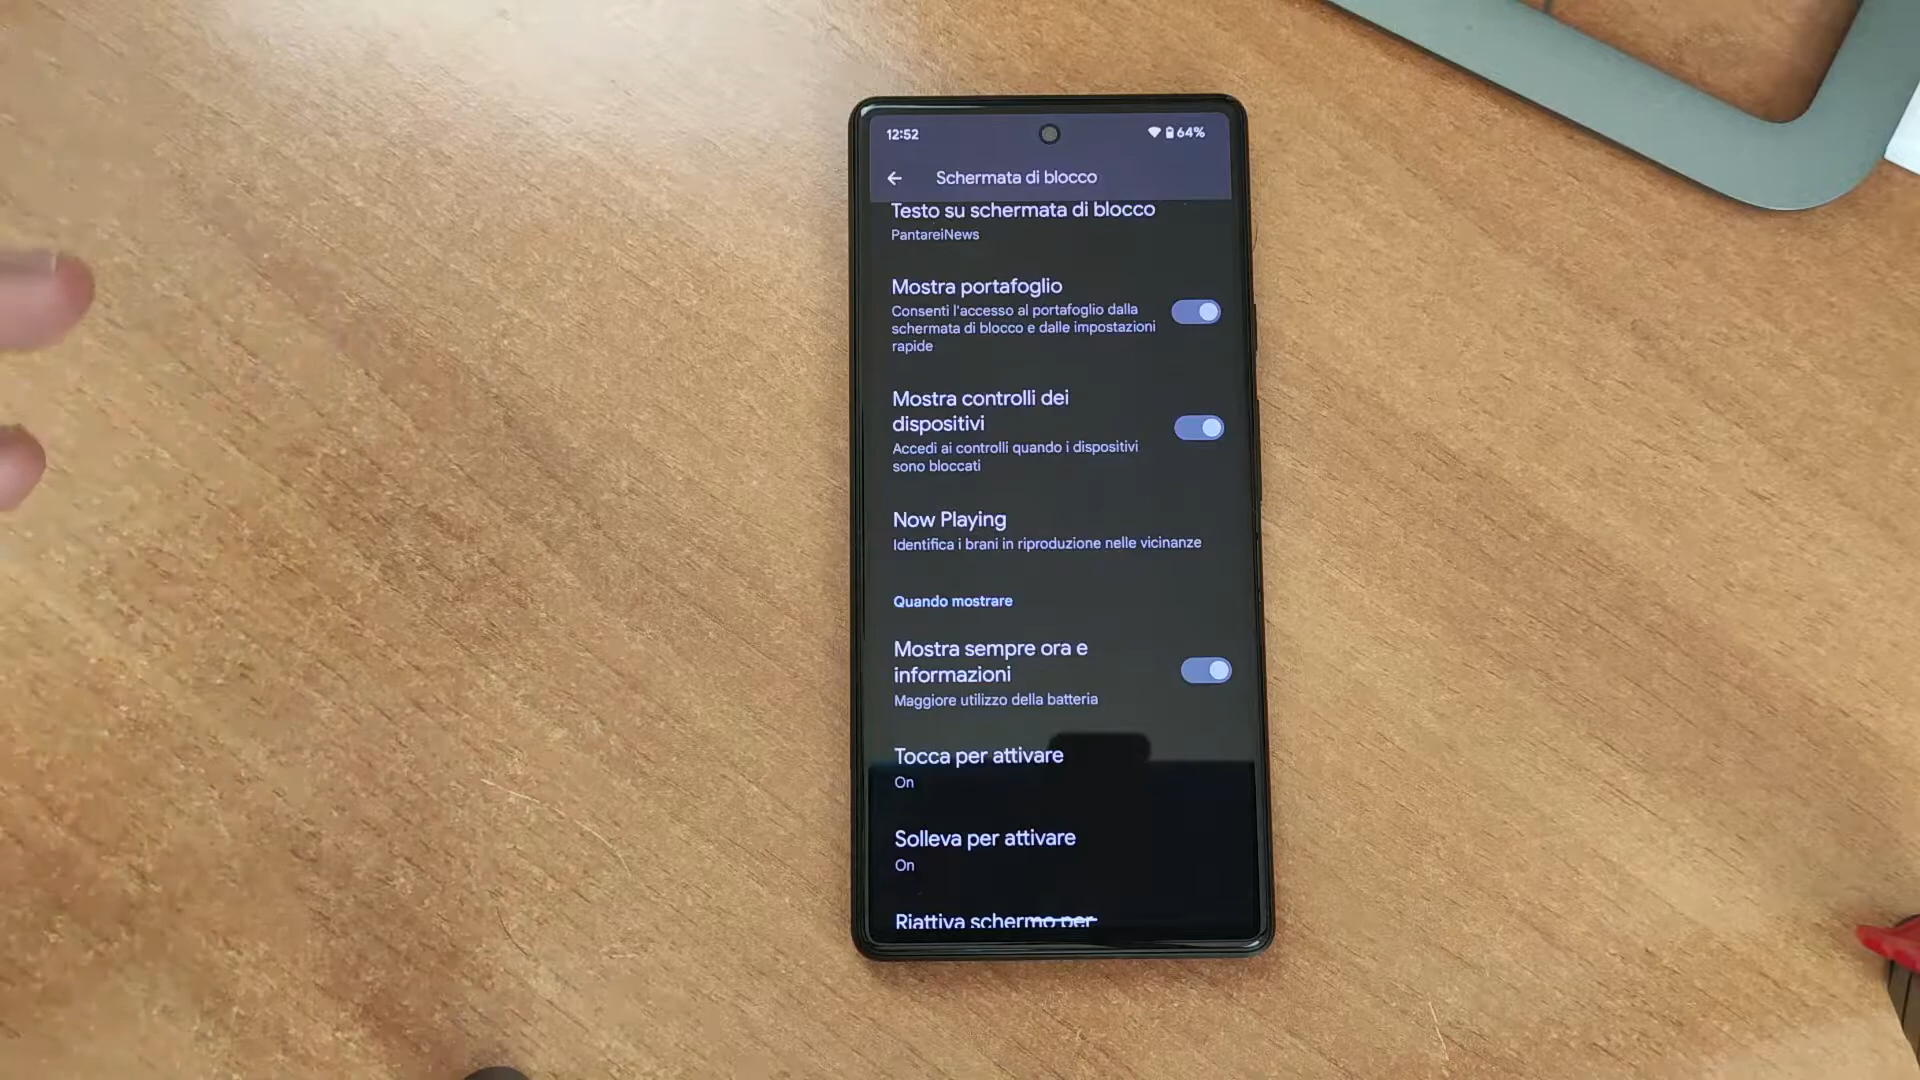 12:52
64%
Schermata di blocco
Testo su schermata di blocco
PantareiNews
Mostra portafoglio
Consenti l'accesso al portafoglio dalla
schermata di blocco e dalle impostazioni
rapide
Mostra controlli dei
dispositivi
Accedi ai controlli quando i dispositivi
sono bloccati
Now Playing
Identifica i brani in riproduzione nelle vicinanze
Quando mostrare
Mostra sempre ora e
informazioni
Maggiore utilizzo della batteria
Tocca per attivare
On
Solleva per attivare
On
Riattiva schermo per